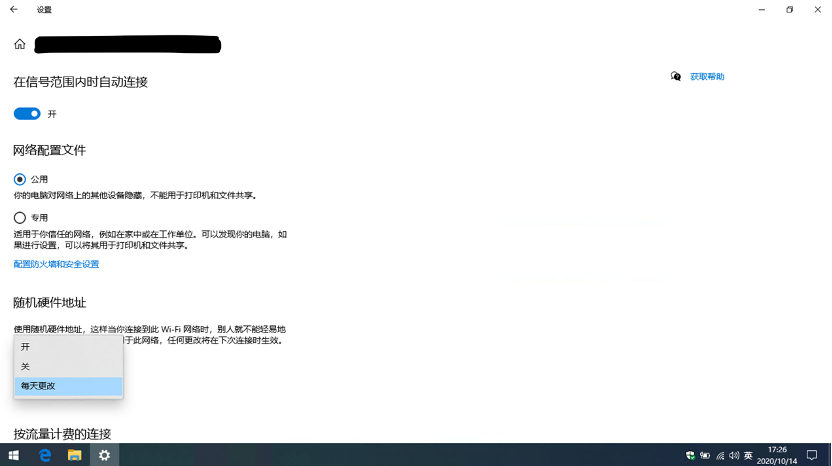 设置
在信号范围内时自动连接
获取帮助
开
网络配置文件
公用
你的电脑对网络上的其他设备隐藏，不能用于打印机和文件共享。
专用
适用于你信任的网络，例如在家中或在工作单位。可以发现你的电脑，如
果进行设置，可以将其用于打印机和文件共享。
配置防火墙和安全设置
随机硬件地址
使用随机硬件地址，这样当你连接到此 Wi-Fi 网络时，别人就不能轻易地
于此网络，任何更改将在下次连接时生效。
开
关
每天更改
按流量计费的连接
英
17:26
2020/10/14